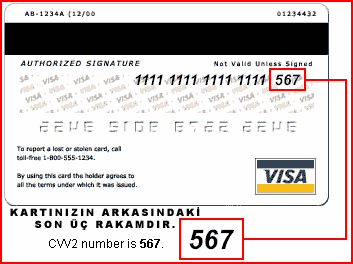 AB-1234A (12/00 01234432
AUTHORIZED SIGNATURE Not Valid Unless Signed
1111 1111 1111 1111 567
VISA
To report a lost or stolen card, call
toll-free 1-800-555-1234.
By using this card the holder agrees to
all the terms under which it was issued.
VISA
KARTINIZIN ARKASINDAKİ
SON ÜÇ RAKAMDIR.
CVV2 number is 567.
567